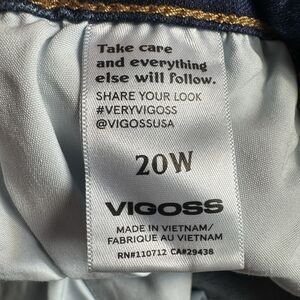 Take care
and everything
else will follow.
SHARE YOUR LOOK
#VERYVIGOSS
@VIGOSSUSA
20W
VIGOSS
MADE IN VIETNAM/
FABRIQUE AU VIETNAM
RN#110712 CA#29438